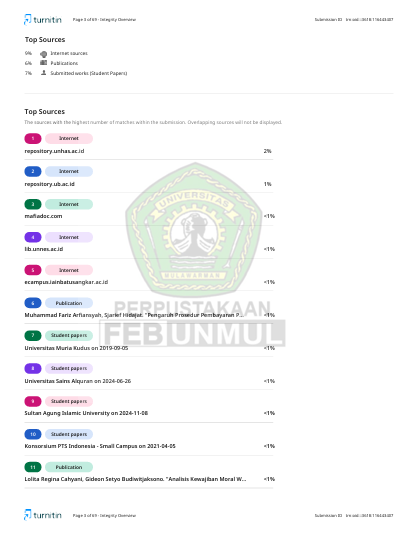 turnitin Page 3 of 69 - Integrity Overview Submission ID trn:oid:::3618:116443407
Top Sources
9% Internet sources
6% Publications
7% Submitted works (Student Papers)
Top Sources
The sources with the highest number of matches within the submission. Overlapping sources will not be displayed.
1 Internet
repository.unhas.ac.id 2%
2 Internet
repository.ub.ac.id 1%
3 Internet
mafiadoc.com <1%
4 Internet
lib.unnes.ac.id <1%
5 Internet
ecampus.iainbatusangkar.ac.id <1%
6 Publication
Muhammad Fariz Arfiansyah, Sjarief Hidajat. "Pengaruh Prosedur Pembayaran P... <1%
7 Student papers
Universitas Muria Kudus on 2019-09-05 <1%
8 Student papers
Universitas Sains Alquran on 2024-06-26 <1%
9 Student papers
Sultan Agung Islamic University on 2024-11-08 <1%
10 Student papers
Konsorsium PTS Indonesia - Small Campus on 2021-04-05 <1%
11 Publication
Lolita Regina Cahyani, Gideon Setyo Budiwitjaksono. "Analisis Kewajiban Moral W... <1%
UNIVERSITAS
MULAWARMAN
PERPUSTAKAAN
FEB UNMUL
turnitin Page 3 of 69 - Integrity Overview Submission ID